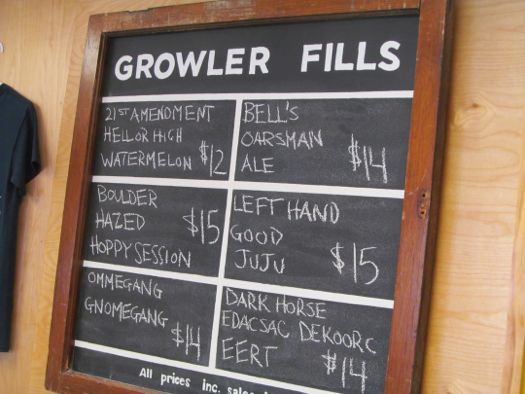 GROWLER FILLS
21ST AMENDMENT
HELL OR HIGH
WATERMELON $12
BELL'S
OARSMAN
ALE $14
BOULDER
HAZED
HOPPY SESSION $15
LEFT HAND
GOOD
JUJU $15
OMMEGANG
GNOMEGANG
$14
DARK HORSE
EDACSAC DEKOORC
EERT $14
All prices inc.